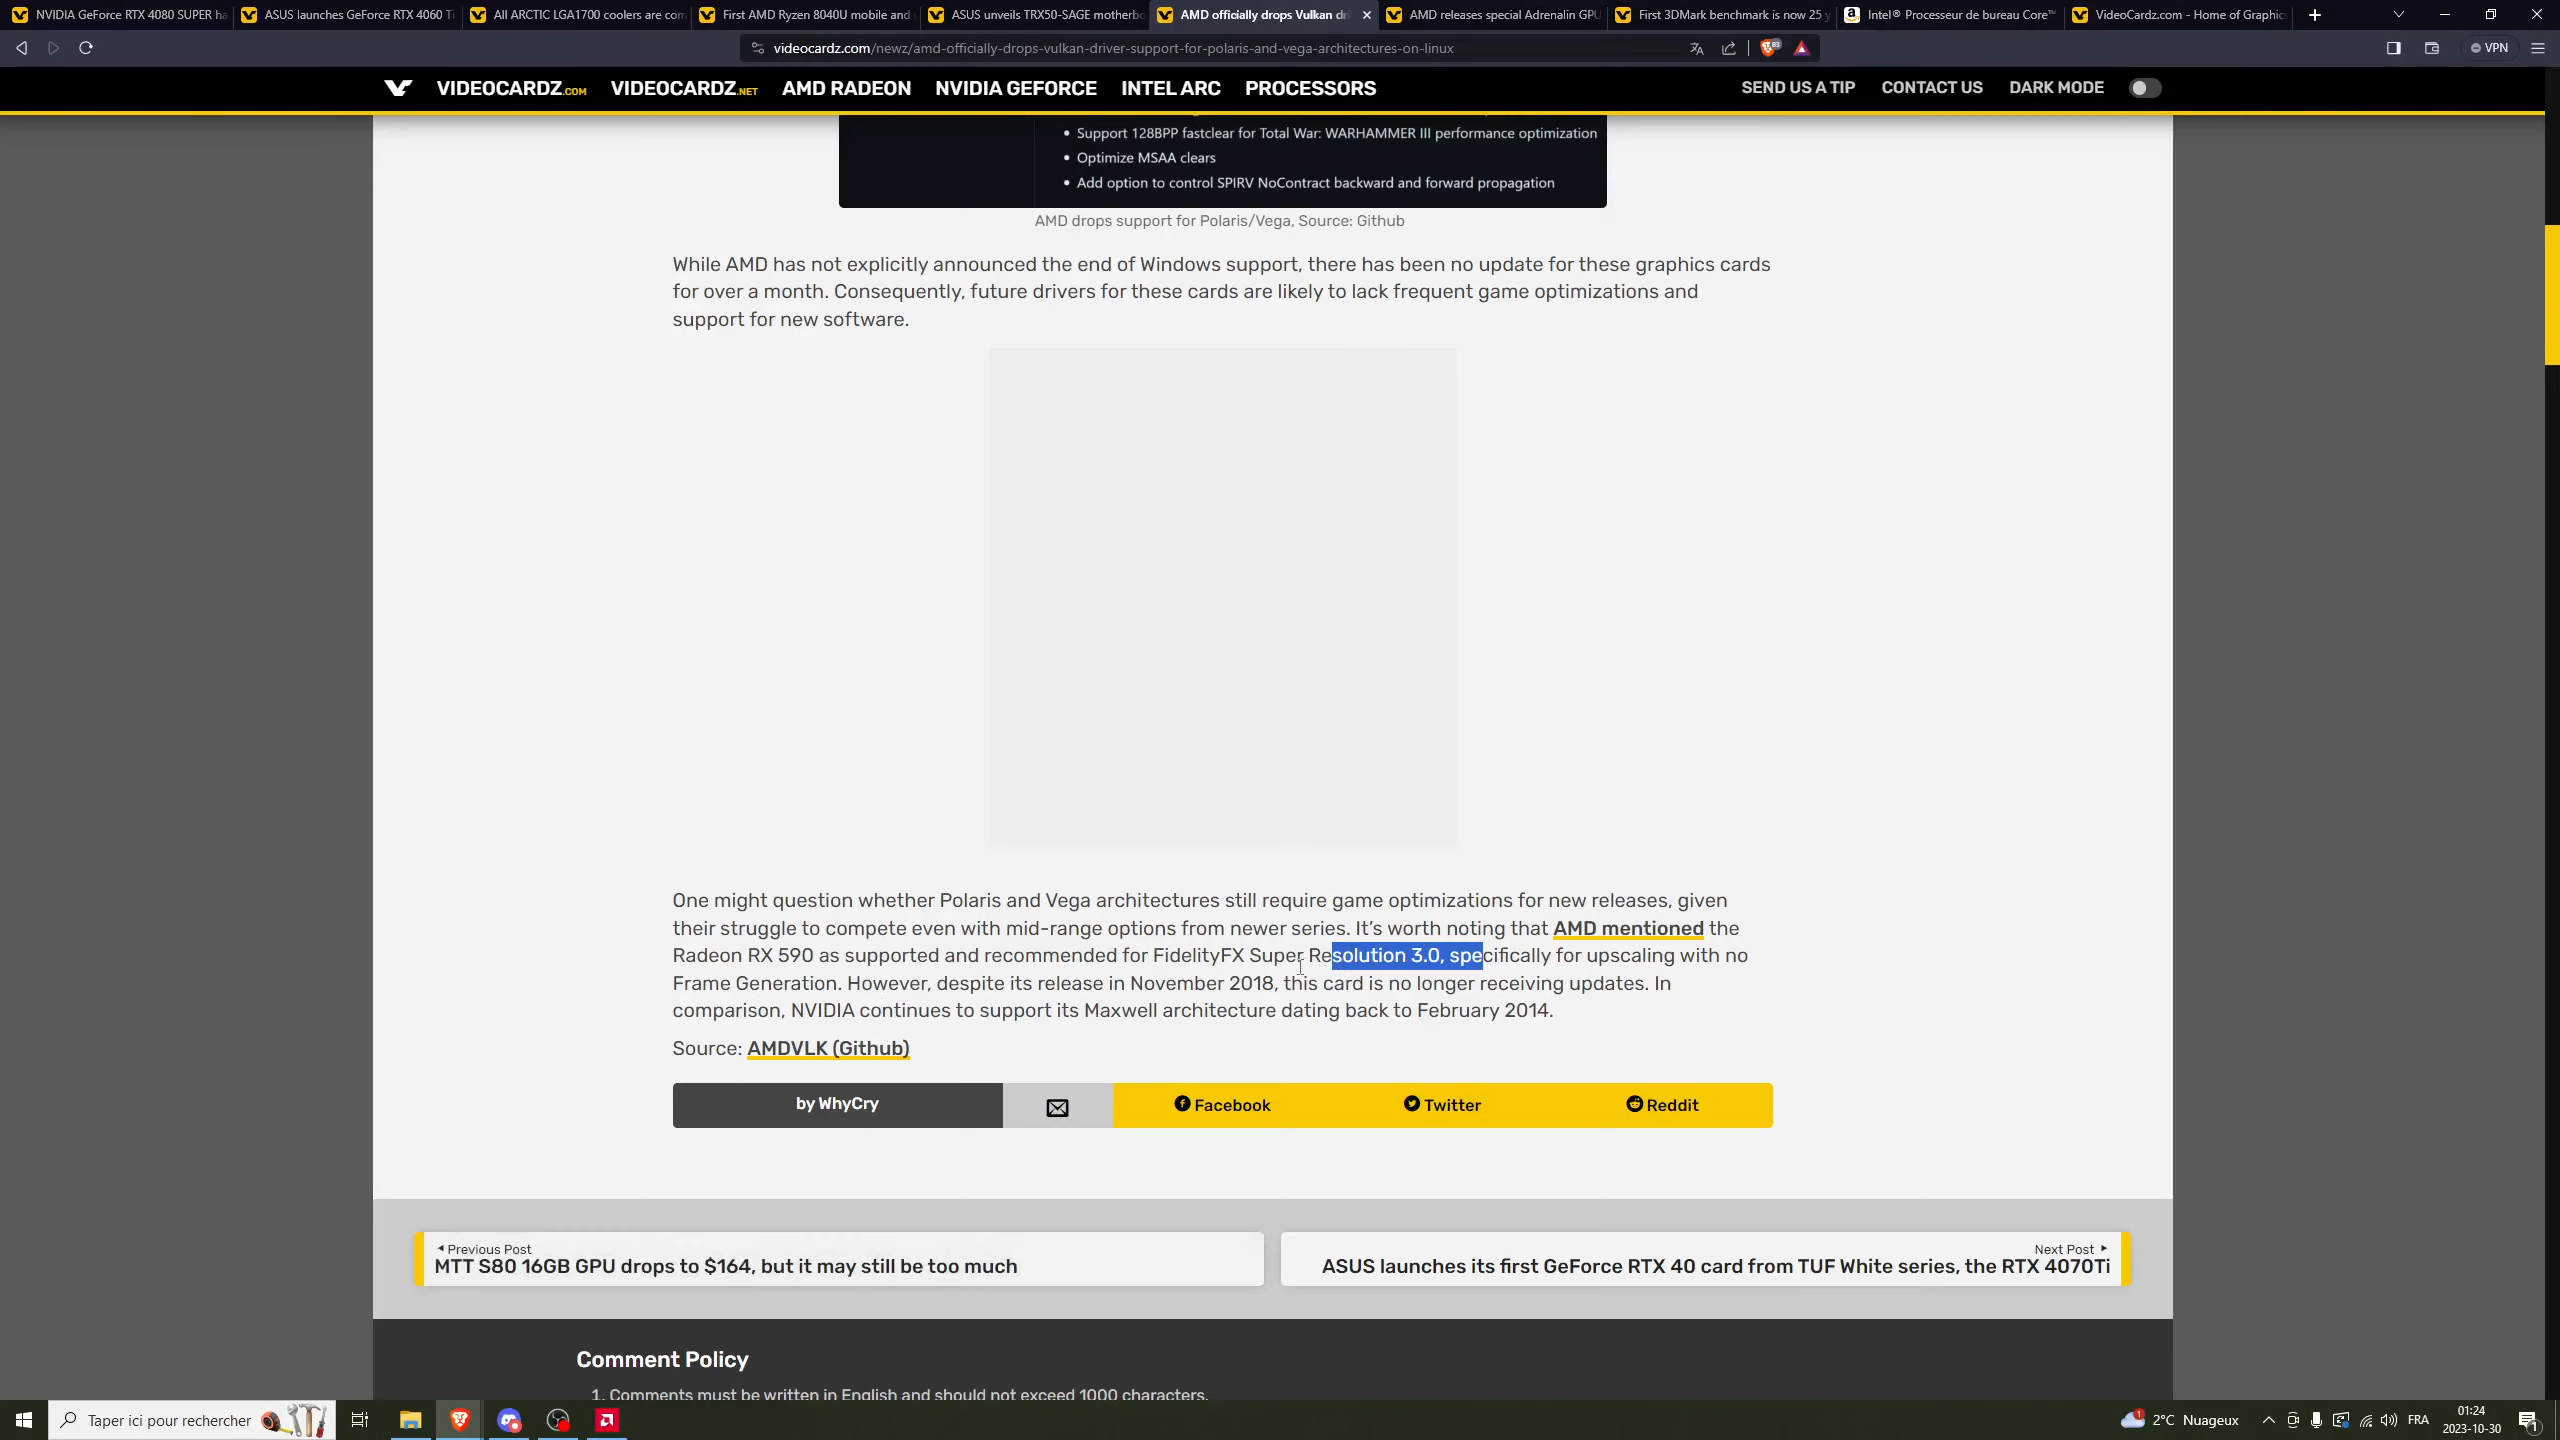 NVIDIA GeForce RTX 4080 SUPER ha
ASUS launches GeForce RTX 4060 Ti
All ARCTIC LGA1700 coolers are com
First AMD Ryzen 8040U mobile and
ASUS unveils TRX50-SAGE motherbo
AMD officially drops Vulkan dri
AMD releases special Adrenalin GPU
First 3DMark benchmark is now 25 y
Intel® Processeur de bureau Core™
VideoCardz.com - Home of Graphics
videocardz.com/newz/amd-officially-drops-vulkan-driver-support-for-polaris-and-vega-architectures-on-linux
VPN
VIDEOCARDZ.COM
VIDEOCARDZ.NET
AMD RADEON
NVIDIA GEFORCE
INTEL ARC
PROCESSORS
SEND US A TIP
CONTACT US
DARK MODE
• Support 128BPP fastclear for Total War: WARHAMMER III performance optimization
• Optimize MSAA clears
• Add option to control SPIRV NoContract backward and forward propagation
AMD drops support for Polaris/Vega, Source: Github
While AMD has not explicitly announced the end of Windows support, there has been no update for these graphics cards
for over a month. Consequently, future drivers for these cards are likely to lack frequent game optimizations and
support for new software.
One might question whether Polaris and Vega architectures still require game optimizations for new releases, given
their struggle to compete even with mid-range options from newer series. It's worth noting that AMD mentioned the
Radeon RX 590 as supported and recommended for FidelityFX Super Resolution 3.0, specifically for upscaling with no
Frame Generation. However, despite its release in November 2018, this card is no longer receiving updates. In
comparison, NVIDIA continues to support its Maxwell architecture dating back to February 2014.
Source: AMDVLK (Github)
by WhyCry
Facebook
Twitter
Reddit
Previous Post
MTT S80 16GB GPU drops to $164, but it may still be too much
Next Post
ASUS launches its first GeForce RTX 40 card from TUF White series, the RTX 4070Ti
Comment Policy
1. Comments must be written in English and should not exceed 1000 characters.
Taper ici pour rechercher
2°C Nuageux
FRA
01:24
2023-10-30